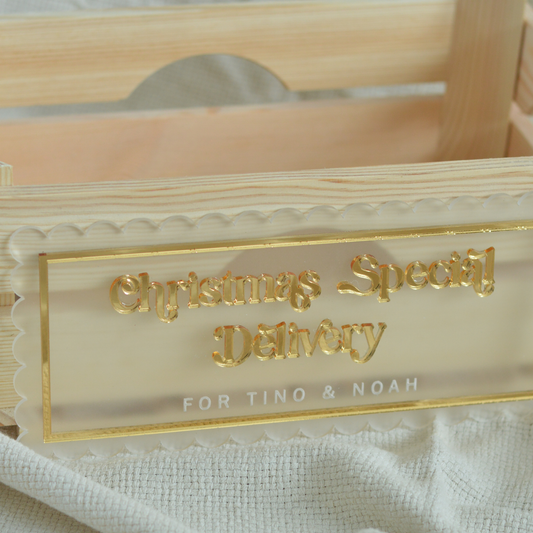 Christmas Special
Delivery
FOR TINO & NOAH